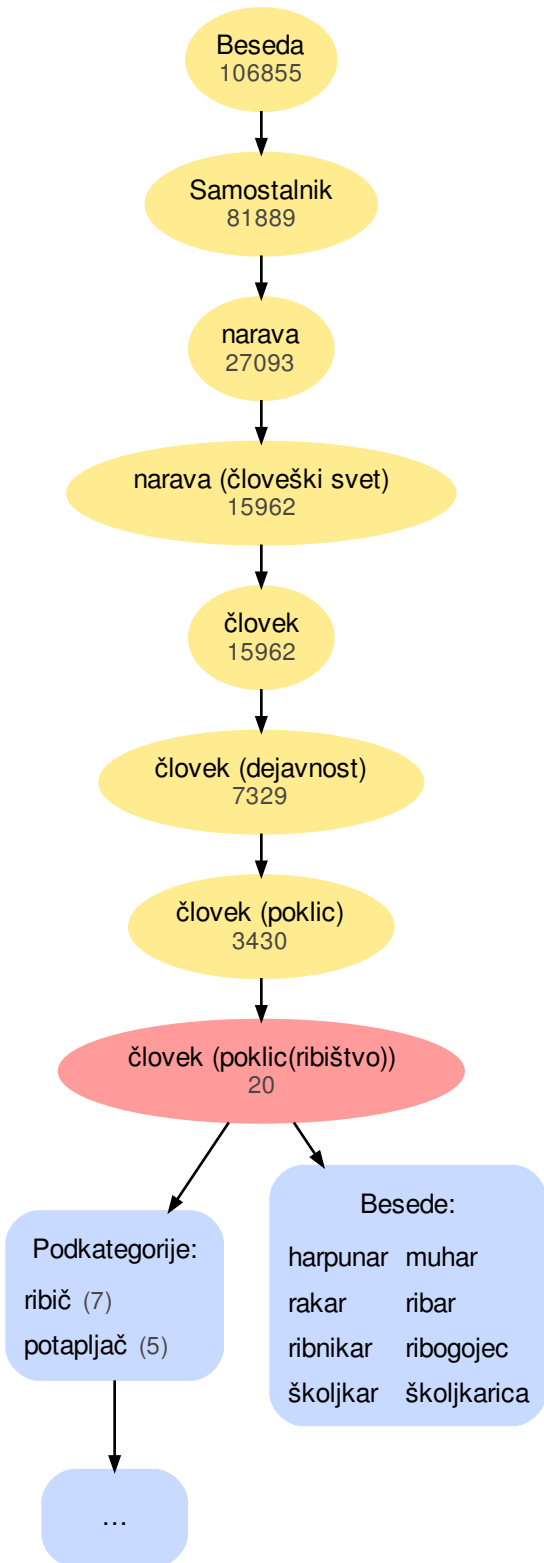 Beseda
106855
Samostalnik
81889
narava
27093
narava (človeški svet)
15962
človek
15962
človek (dejavnost)
7329
človek (poklic)
3430
človek (poklic(ribištvo))
20
Podkategorije:
ribič (7)
potapljač (5)
...
Besede:
harpunar muhar
rakar ribar
ribnikar ribogojec
školjkar školjkarica